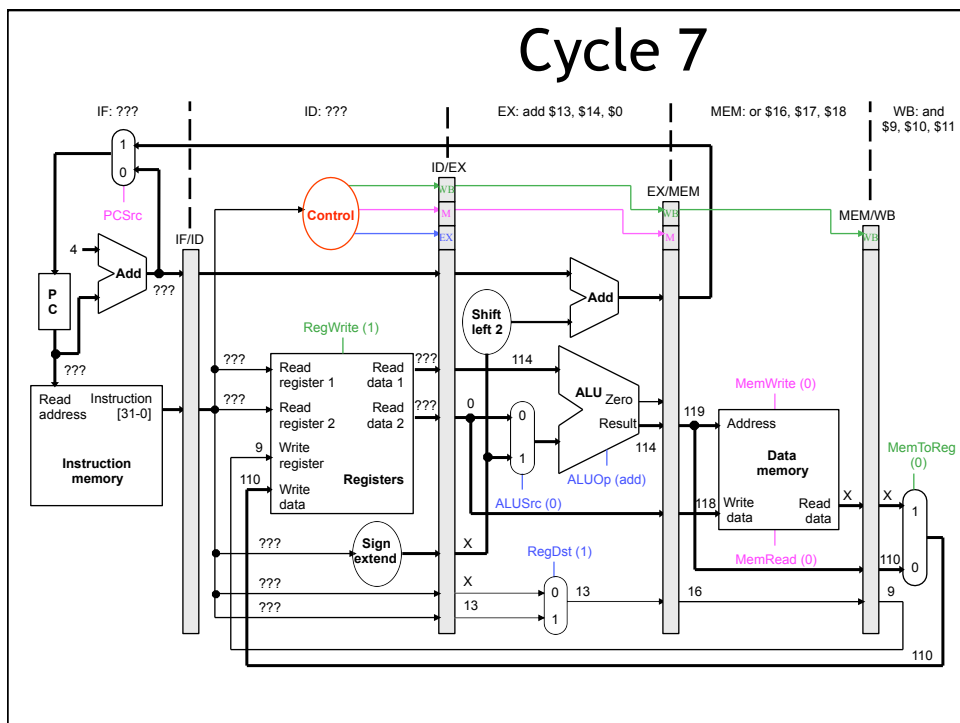 Cycle 7
IF: ???
ID: ???
EX: add $13, $14, $0
MEM: or $16, $17, $18
WB: and
$9, $10, $11
1
0
PCSrc
4
Add
???
P
C
???
IF/ID
Control
ID/EX
WB
M
EX
EX/MEM
WB
M
MEM/WB
WB
Read
address
Instruction
[31-0]
Instruction
memory
RegWrite (1)
???
Read
register 1
Read
data 1
???
???
Read
register 2
Read
data 2
???
9
Write
register
110
Write
data
Registers
???
Sign
extend
X
???
X
???
13
Shift
left 2
Add
114
0
0
1
ALUSrc (0)
ALU
Zero
Result
114
ALUOp (add)
RegDst (1)
0
1
13
16
9
119
118
MemWrite (0)
Address
Data
memory
Write
data
Read
data
X
MemRead (0)
X
110
MemToReg
(0)
1
0
110